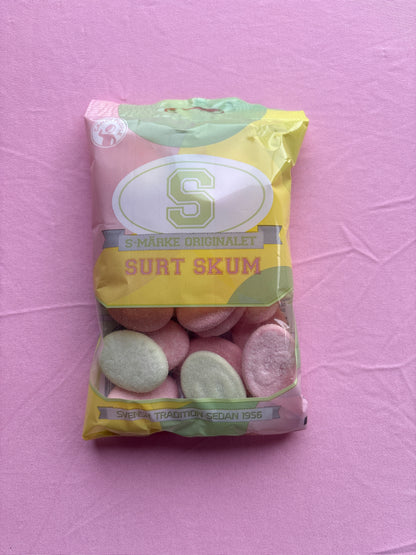 S
S-MÄRKE ORIGINALET
SURT SKUM
SVENSK TRADITION SEDAN 1956